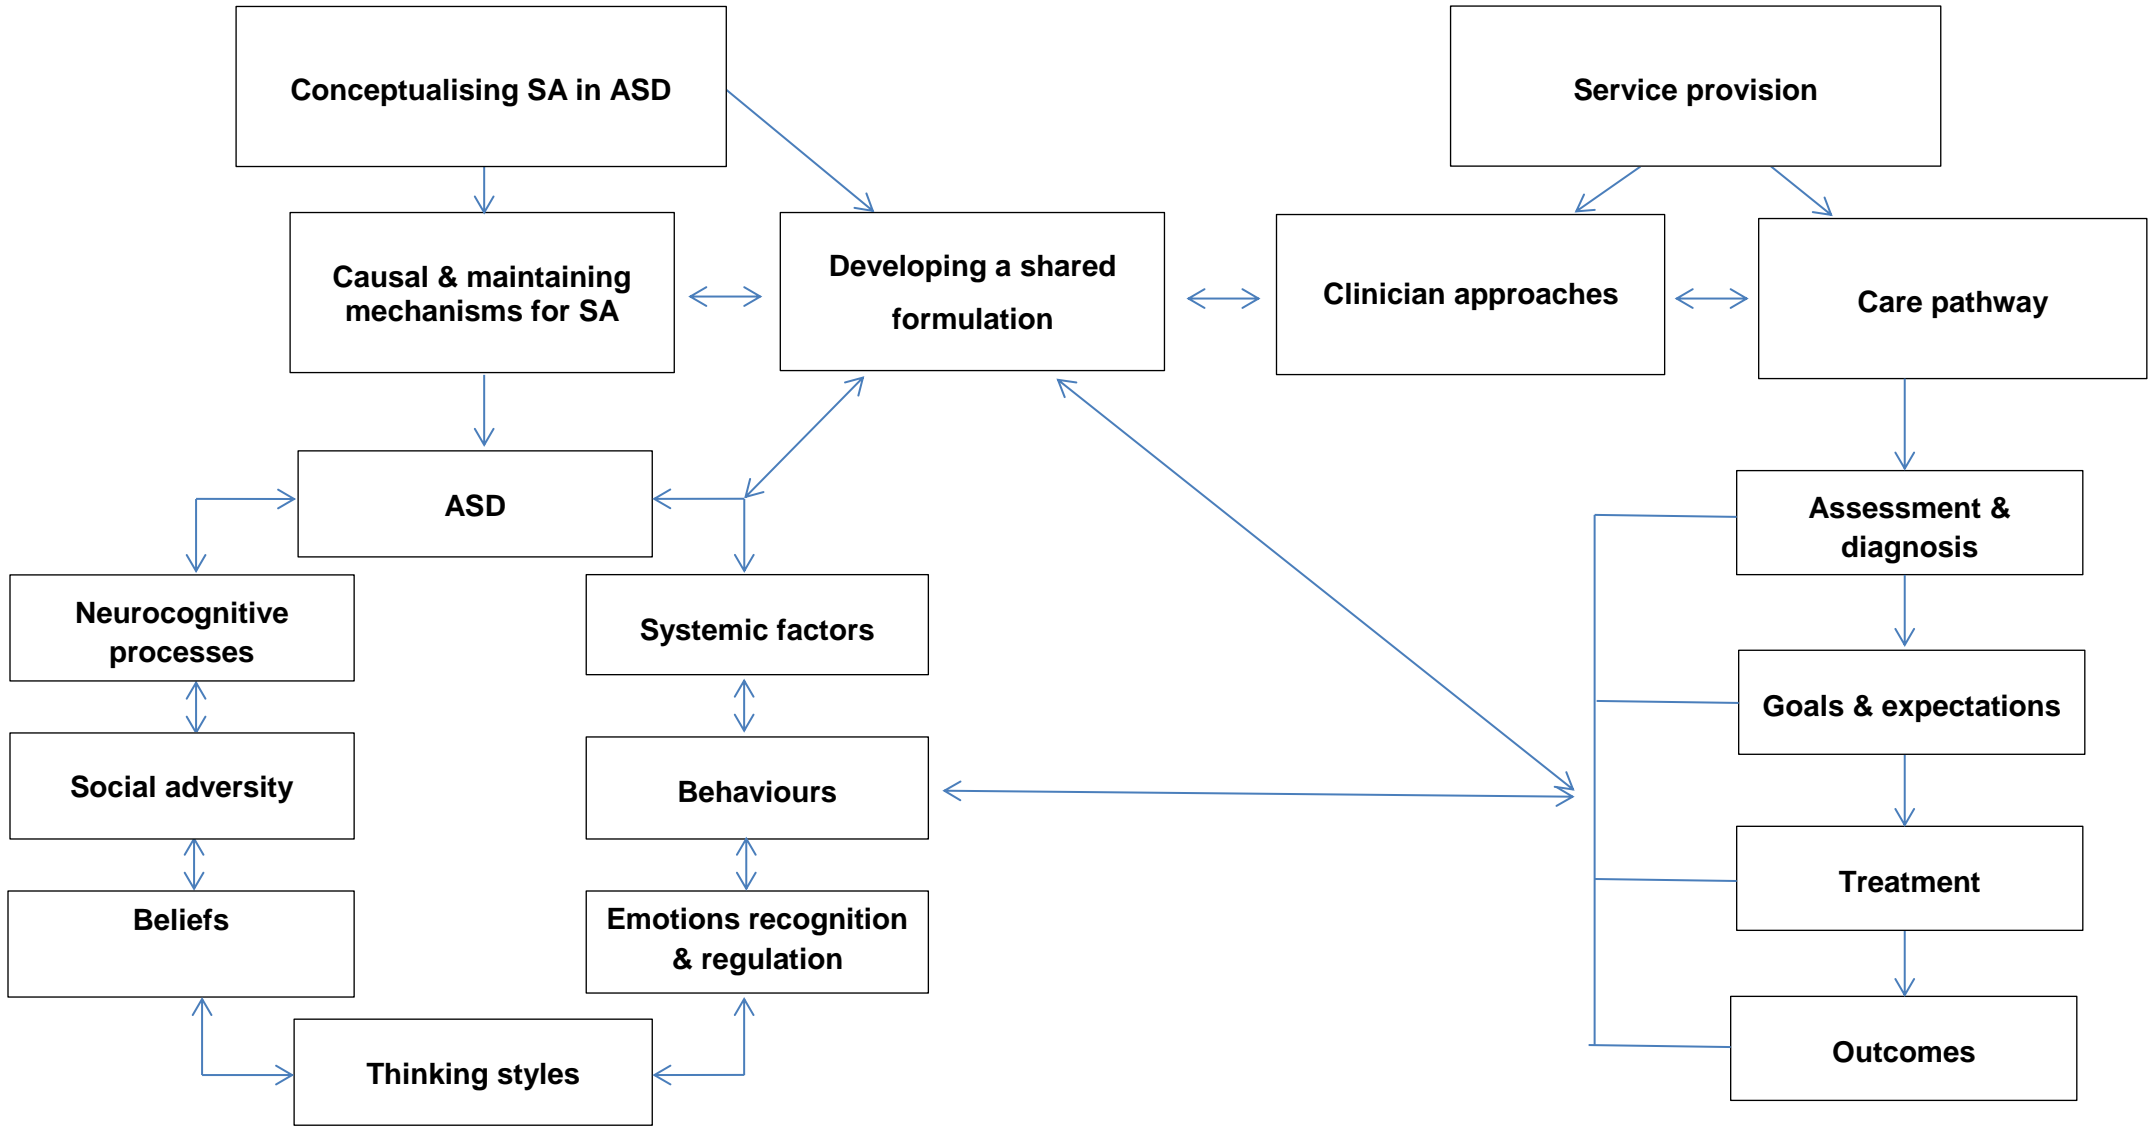 Conceptualising SA in ASD
Service provision
Causal & maintaining
mechanisms for SA
Developing a shared
formulation
Clinician approaches
Care pathway
ASD
Assessment &
diagnosis
Neurocognitive
processes
Systemic factors
Goals & expectations
Social adversity
Behaviours
Treatment
Beliefs
Emotions recognition
& regulation
Outcomes
Thinking styles